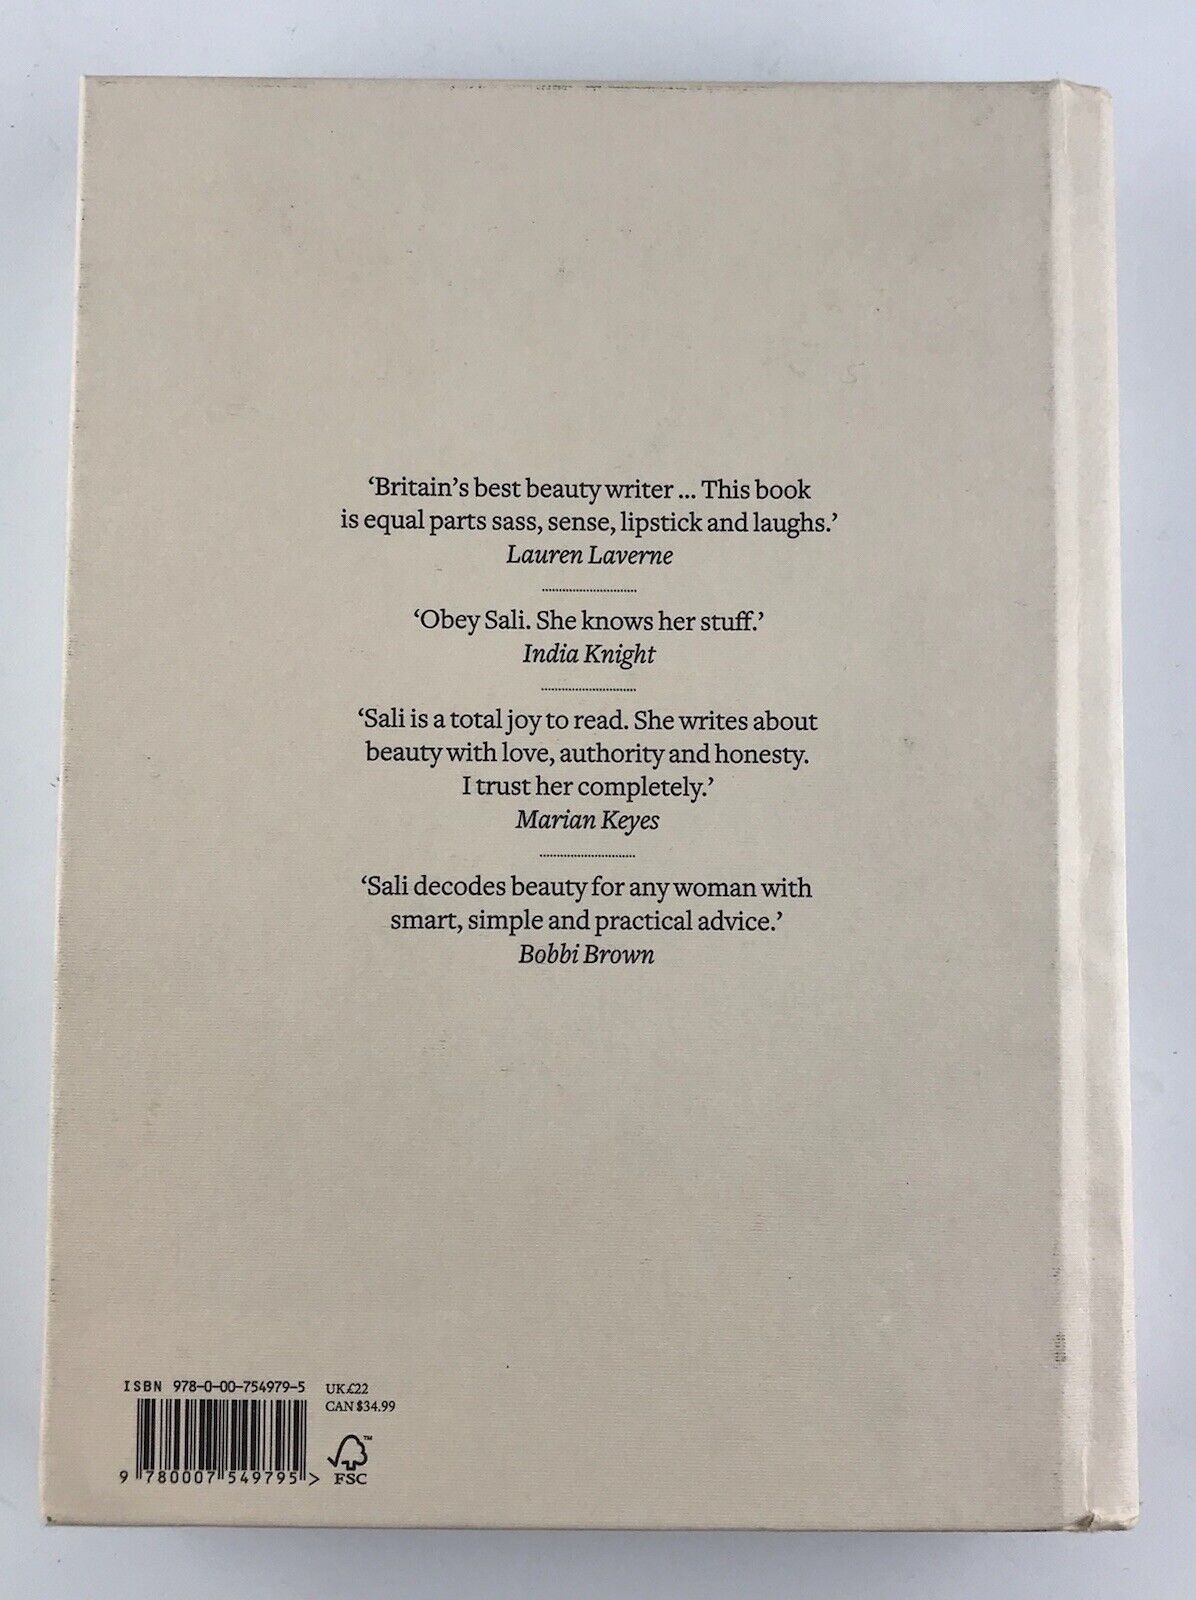 ‘Britain’s best beauty writer ... This book
is equal parts sass, sense, lipstick and laughs.’
Lauren Laverne
‘Obey Sali. She knows her stuff.’
India Knight
‘Sali is a total joy to read. She writes about
beauty with love, authority and honesty.
I trust her completely.’
Marian Keyes
‘Sali decodes beauty for any woman with
smart, simple and practical advice.’
Bobbi Brown
ISBN 978-0-00-754979-5
UK £22
CAN $34.99
9 780007 549795 >
FSC™